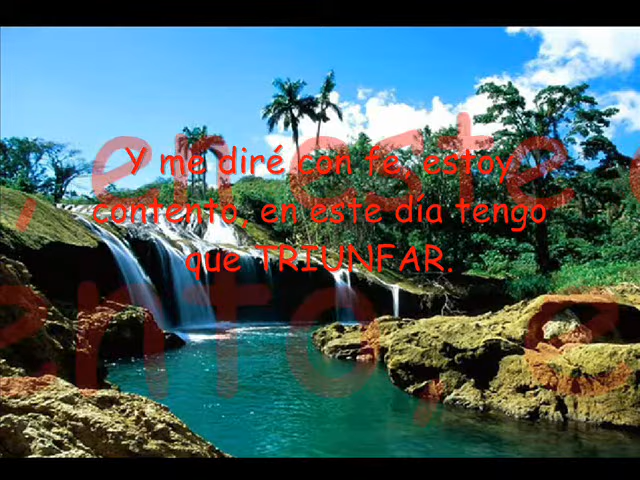 Y me diré con fe, estoy
contento, en este día tengo
que TRIUNFAR.